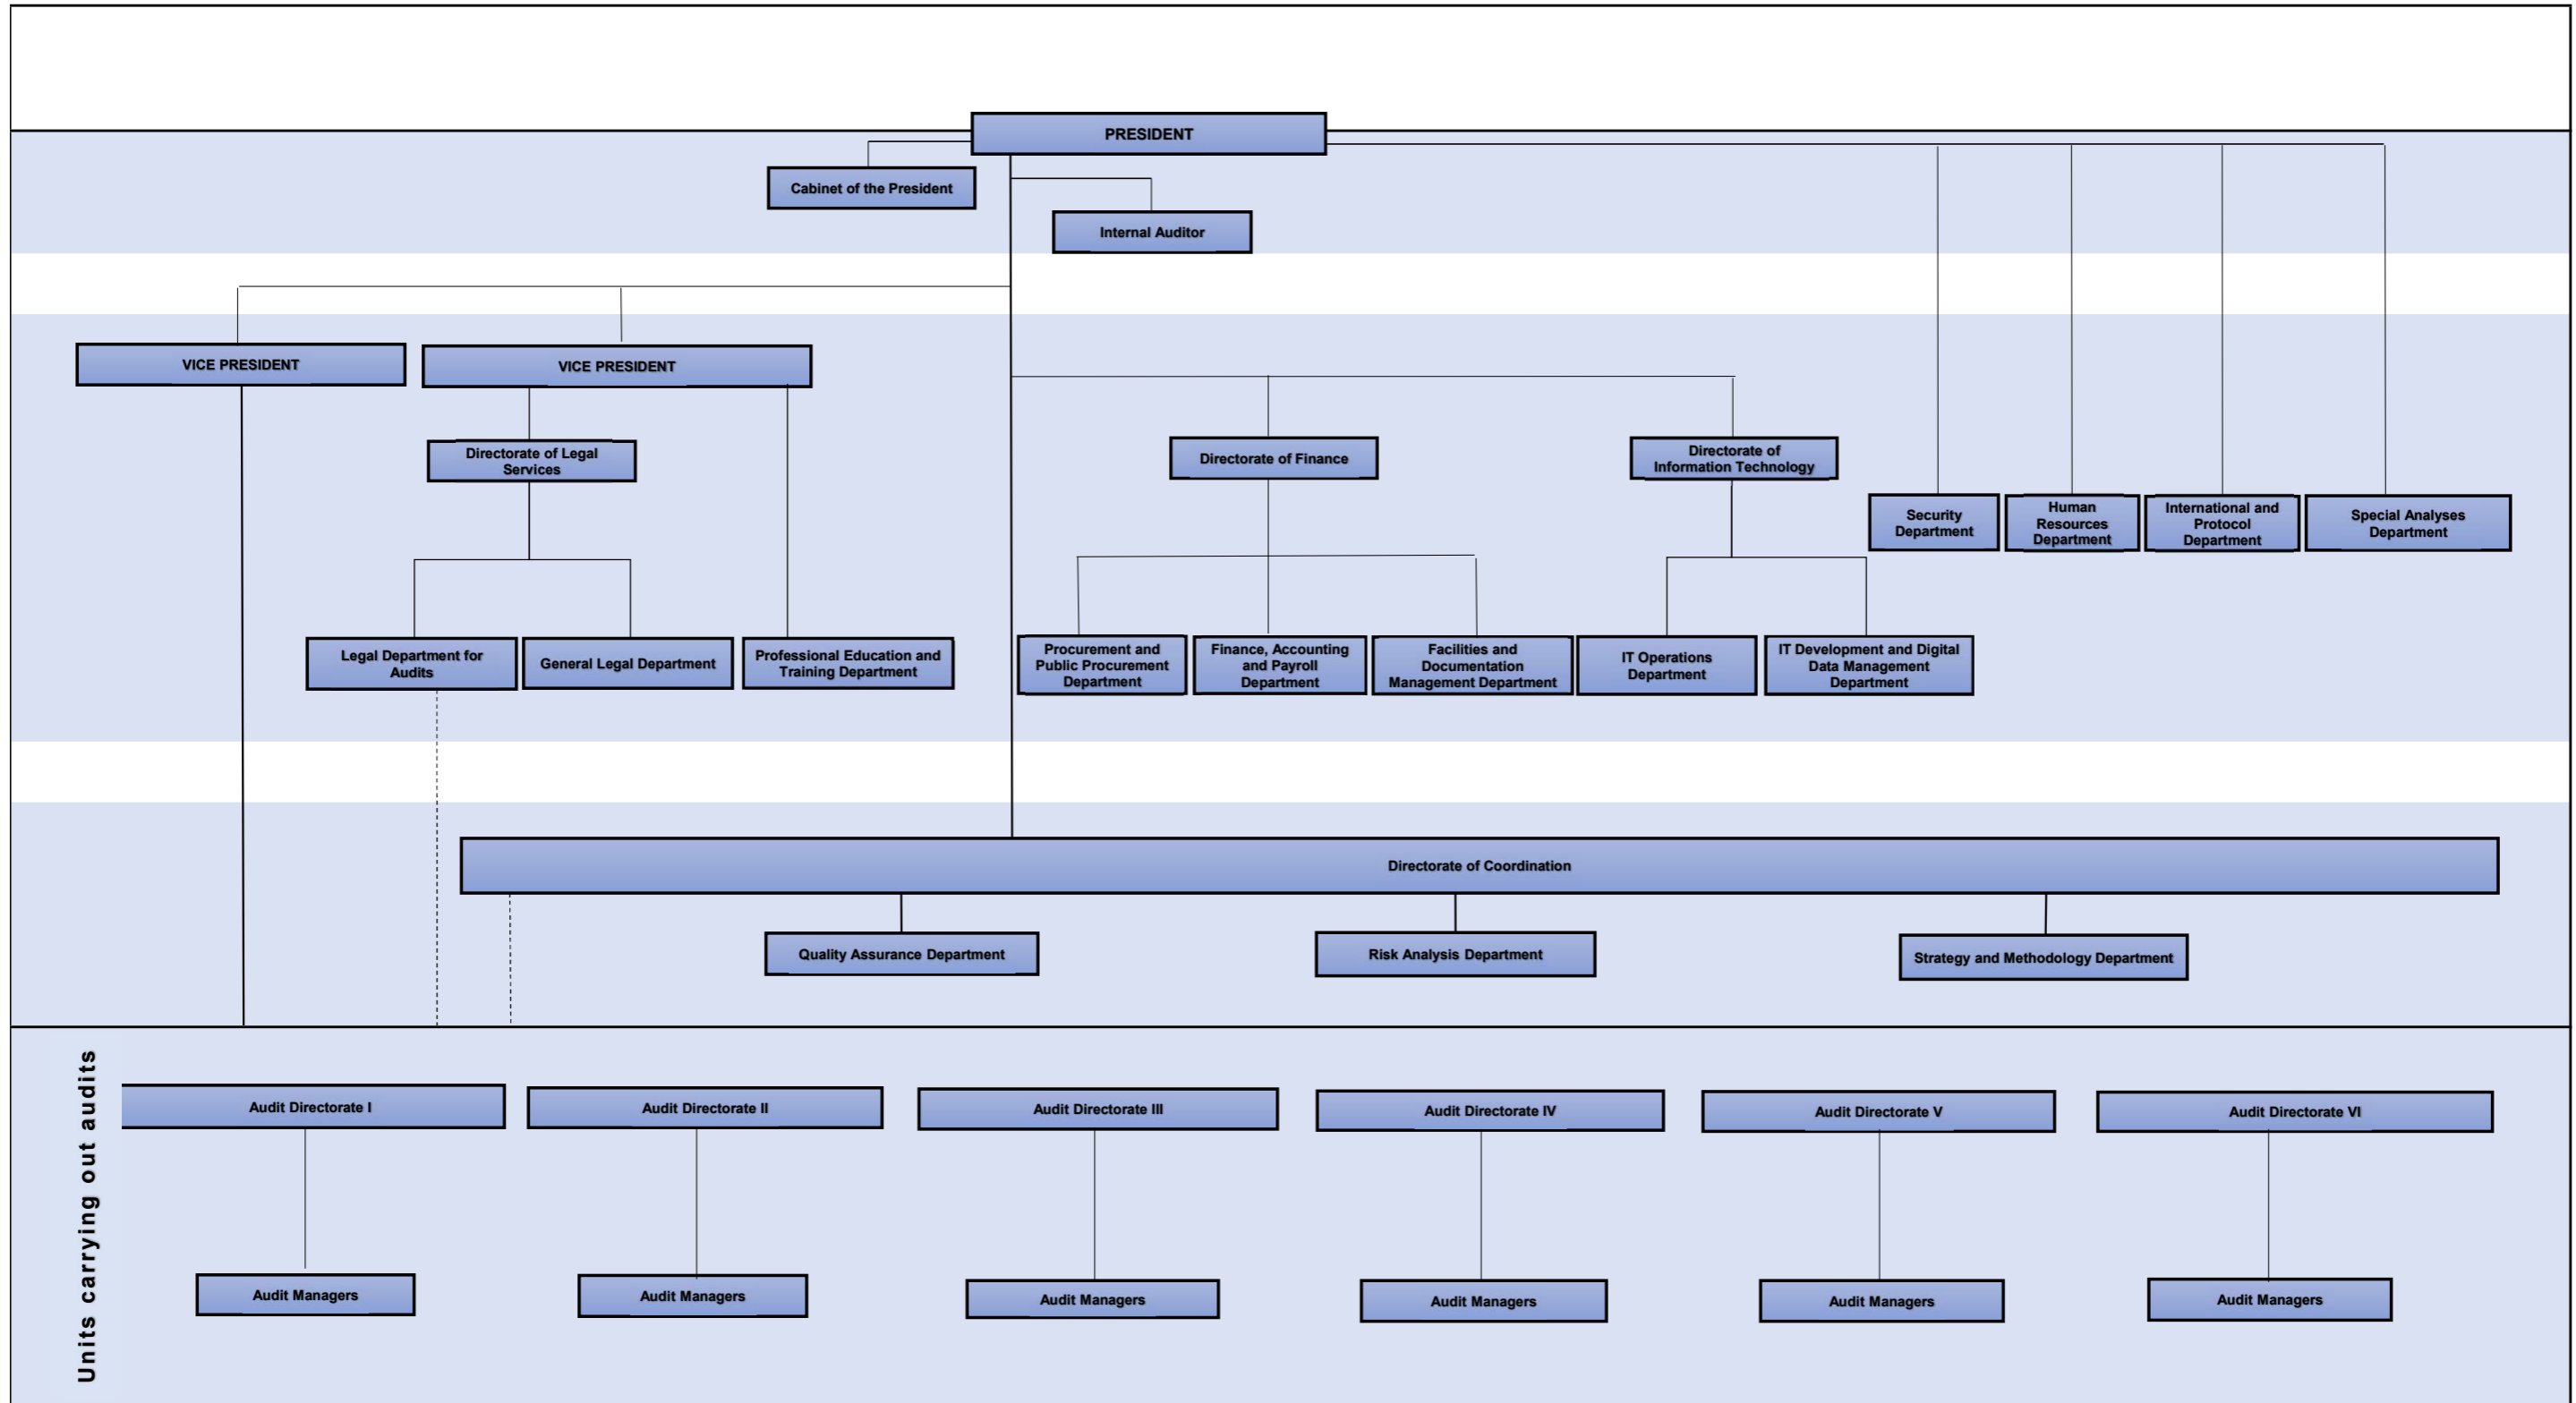 PRESIDENT
Cabinet of the President
Internal Auditor
VICE PRESIDENT
VICE PRESIDENT
Directorate of Legal
Services
Directorate of Finance
Directorate of
Information Technology
Security
Department
Human
Resources
Department
International and
Protocol
Department
Special Analyses
Department
Legal Department for
Audits
General Legal Department
Professional Education and
Training Department
Procurement and
Public Procurement
Department
Finance, Accounting
and Payroll
Department
Facilities and
Documentation
Management Department
IT Operations
Department
IT Development and Digital
Data Management
Department
Directorate of Coordination
Quality Assurance Department
Risk Analysis Department
Strategy and Methodology Department
Units carrying out audits
Audit Directorate I
Audit Directorate II
Audit Directorate III
Audit Directorate IV
Audit Directorate V
Audit Directorate VI
Audit Managers
Audit Managers
Audit Managers
Audit Managers
Audit Managers
Audit Managers